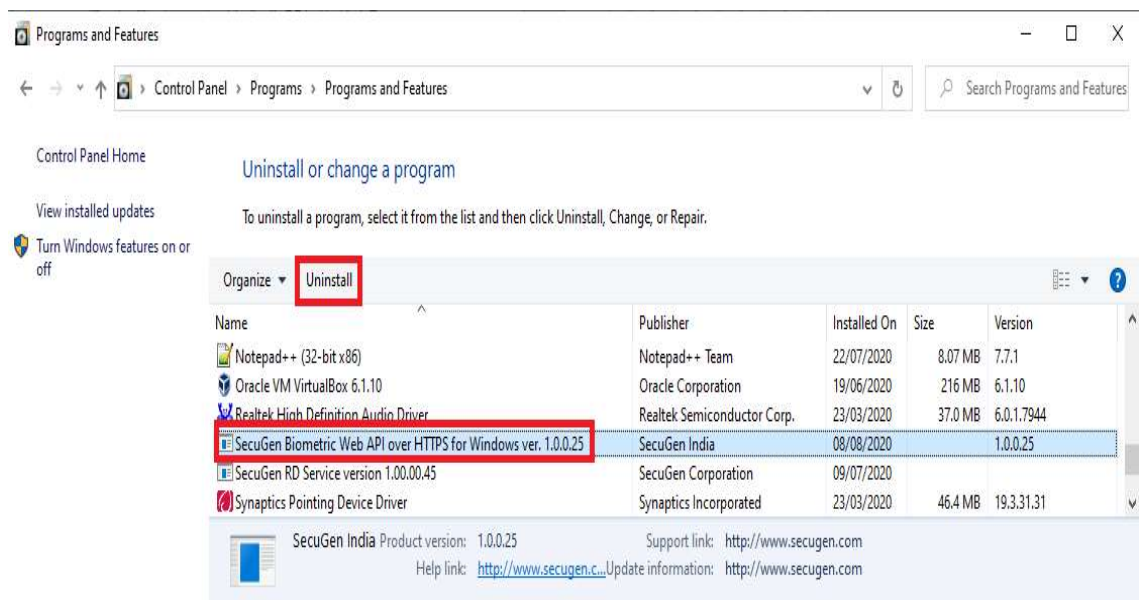 Programs and Features
Control Panel > Programs > Programs and Features
Search Programs and Features
Control Panel Home
View installed updates
Turn Windows features on or
off
Uninstall or change a program
To uninstall a program, select it from the list and then click Uninstall, Change, or Repair.
Organize Uninstall
Name Publisher Installed On Size Version
Notepad++ (32-bit x86) Notepad++ Team 22/07/2020 8.07 MB 7.7.1
Oracle VM VirtualBox 6.1.10 Oracle Corporation 19/06/2020 216 MB 6.1.10
Realtek High Definition Audio Driver Realtek Semiconductor Corp. 23/03/2020 37.0 MB 6.0.1.7944
SecuGen Biometric Web API over HTTPS for Windows ver. 1.0.0.25 SecuGen India 08/08/2020 1.0.0.25
SecuGen RD Service version 1.00.00.45 SecuGen Corporation 09/07/2020
Synaptics Pointing Device Driver Synaptics Incorporated 23/03/2020 46.4 MB 19.3.31.31
SecuGen India Product version: 1.0.0.25 Support link: http://www.secugen.com
Help link: http://www.secugen.c... Update information: http://www.secugen.com